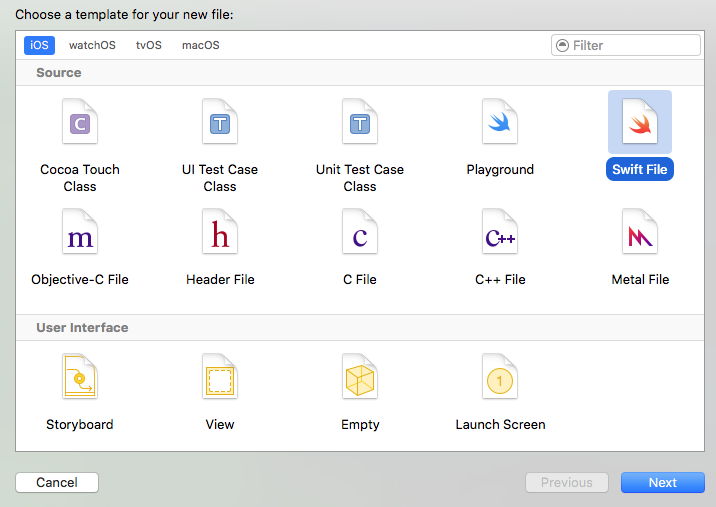 Choose a template for your new file:
iOS watchOS tvOS macOS Filter
Source
C T T
Cocoa Touch Class
UI Test Case Class
Unit Test Case Class
Playground
Swift File
m h c C++
Objective-C File
Header File
C File
C++ File
Metal File
User Interface
1
Storyboard
View
Empty
Launch Screen
Cancel Previous Next